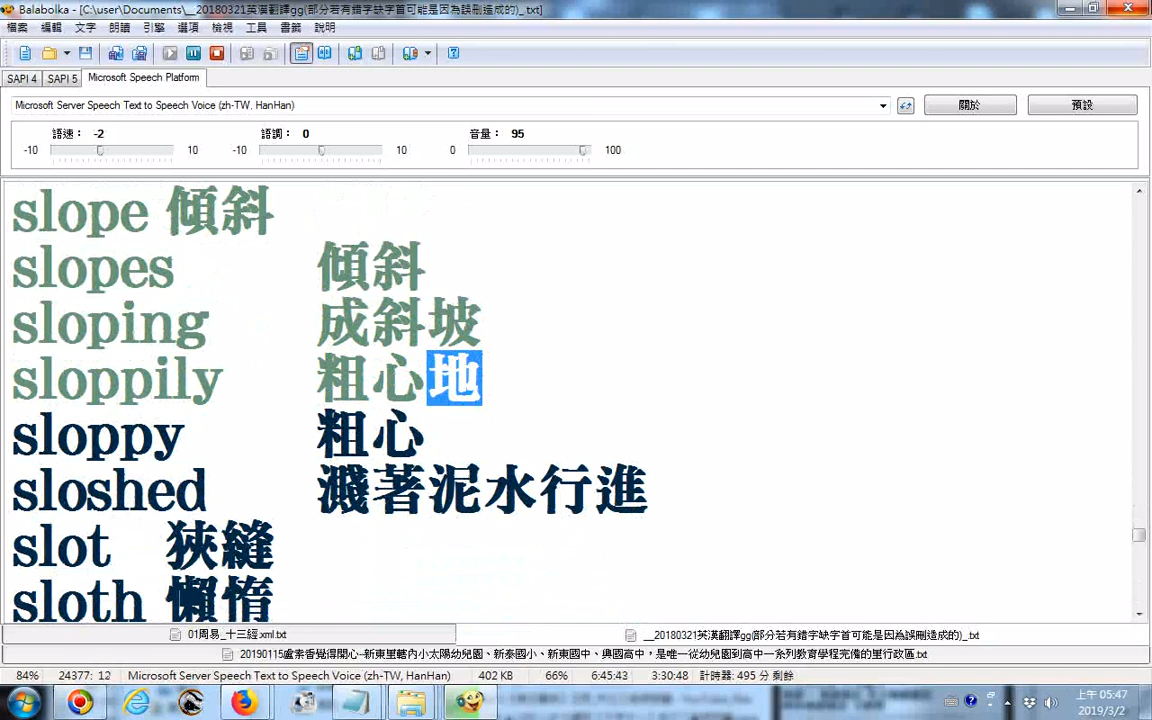 Balabolka - [C:\user\Documents\__20180321英漢翻譯gg(部分若有錯字缺字首可能是因為誤刪造成的)_.txt]
檔案 編輯 文字 朗讀 引擎 選項 檢視 工具 書籤 說明
SAPI 4 SAPI 5 Microsoft Speech Platform
Microsoft Server Speech Text to Speech Voice (zh-TW, HanHan) 關於 預設
語速： -2 語調： 0 音量： 95
-10 10 -10 10 0 100
slope 傾斜
slopes 傾斜
sloping 成斜坡
sloppily 粗心地
sloppy 粗心
sloshed 濺著泥水行進
slot 狹縫
sloth 懶惰
01周易_十三經.xml.txt __20180321英漢翻譯gg(部分若有錯字缺字首可能是因為誤刪造成的)_.txt
20190115盧素香覺得開心--新東里轄內小太陽幼兒園、新泰國小、新東國中、興國高中，是唯一從幼兒園到高中一系列教育學程完備的里行政區.txt
84% 24377: 12 Microsoft Server Speech Text to Speech Voice (zh-TW, HanHan) 402 KB 66% 6:45:43 3:30:48 計時器: 495 分 剩餘
上午 05:47
2019/3/2